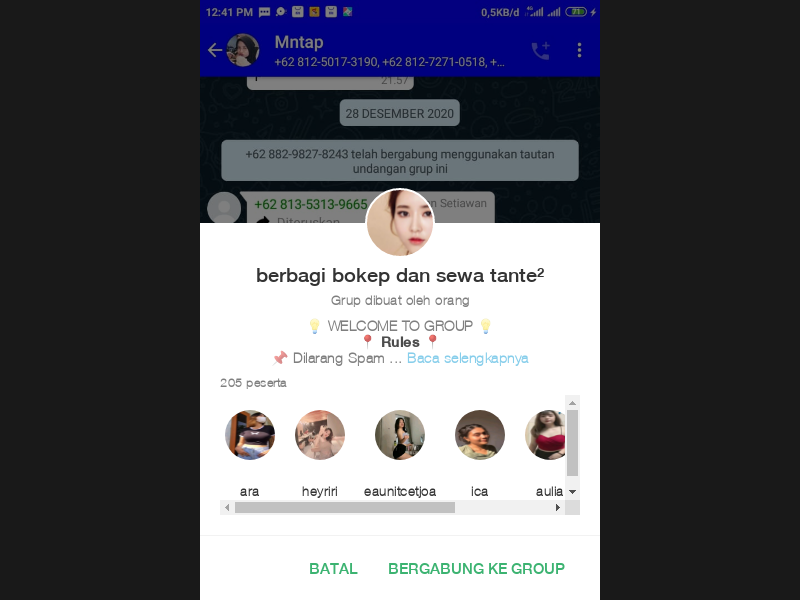 12:41 PM
0,5KB/d
71
Mntap
+62 812-5017-3190, +62 812-7271-0518, +...
21.57
28 DESEMBER 2020
+62 882-9827-8243 telah bergabung menggunakan tautan
undangan grup ini
+62 813-5313-9665
n Setiawan
Diteruskan
berbagi bokep dan sewa tante²
Grup dibuat oleh orang
💡 WELCOME TO GROUP 💡
📍 Rules 📍
📌 Dilarang Spam ... Baca selengkapnya
205 peserta
ara heyriri eaunitcetjoa ica aulia
BATAL BERGABUNG KE GROUP